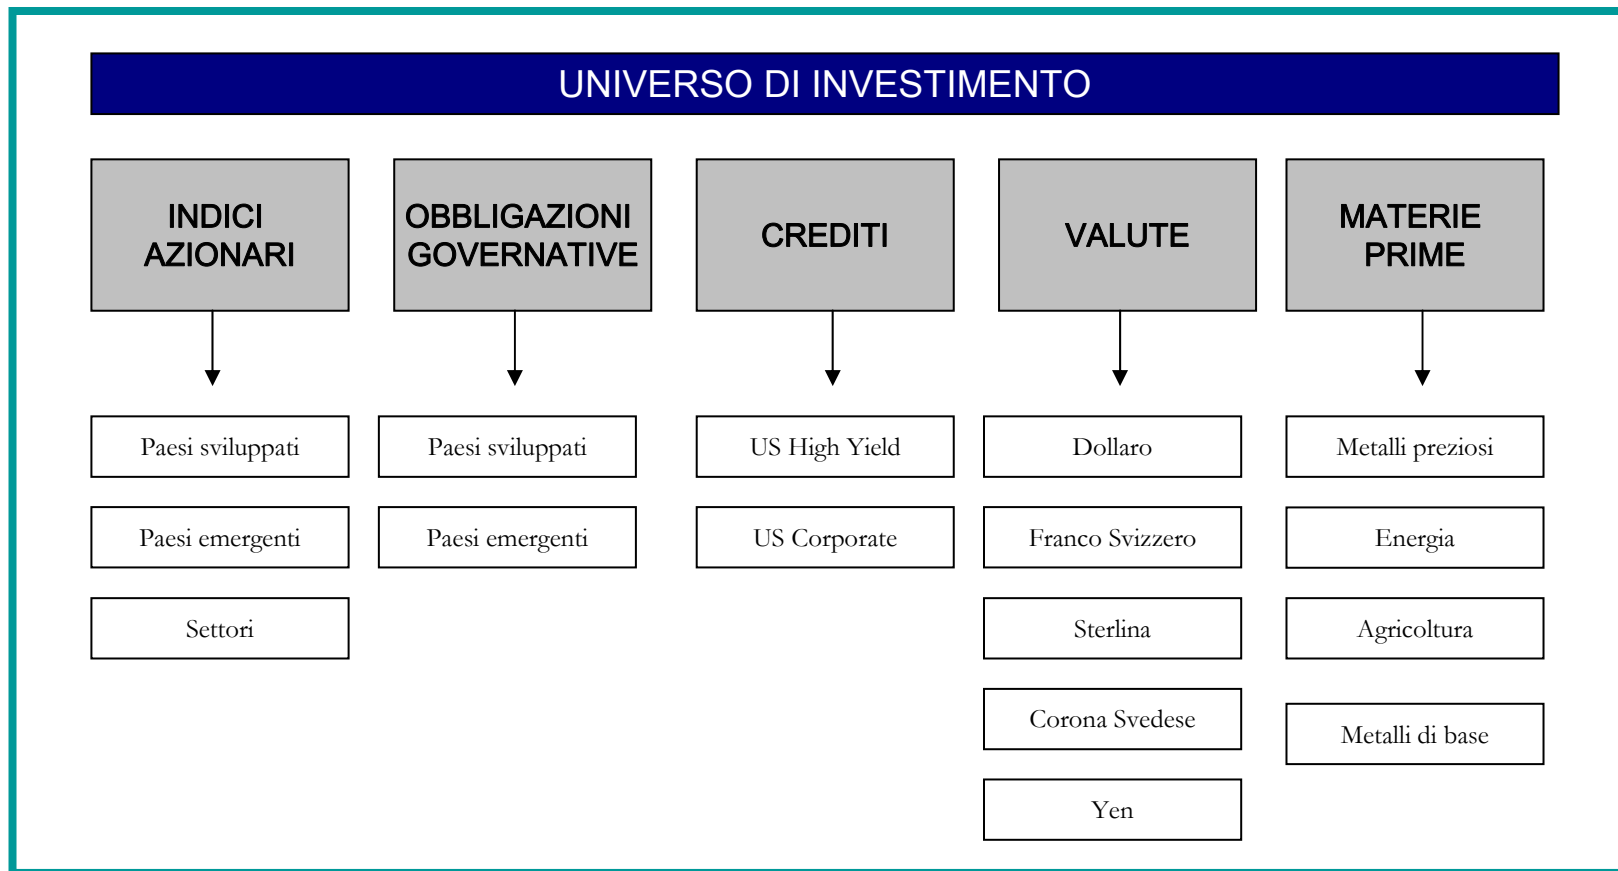 UNIVERSO DI INVESTIMENTO
INDICI
AZIONARI
OBBLIGAZIONI
GOVERNATIVE
CREDITI
VALUTE
MATERIE
PRIME
Paesi sviluppati
Paesi emergenti
Settori
Paesi sviluppati
Paesi emergenti
US High Yield
US Corporate
Dollaro
Franco Svizzero
Sterlina
Corona Svedese
Yen
Metalli preziosi
Energia
Agricoltura
Metalli di base